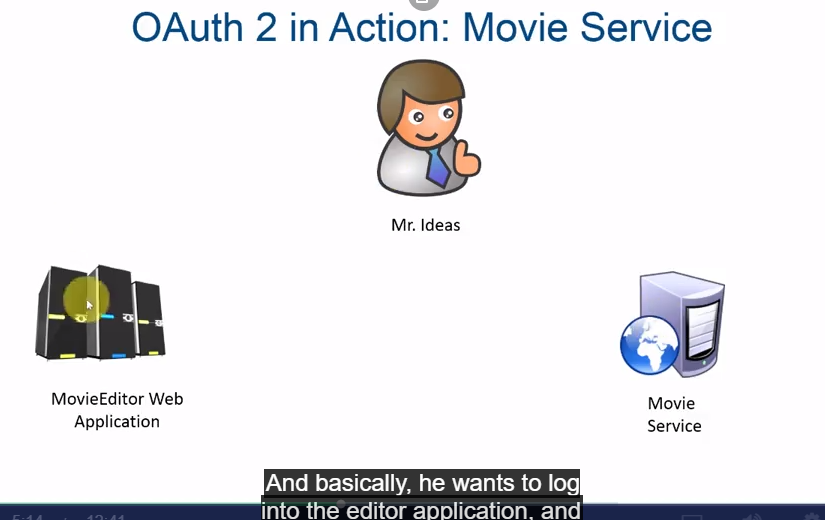 OAuth 2 in Action: Movie Service
Mr. Ideas
MovieEditor Web
Application
Movie
Service
And basically, he wants to log
into the editor application, and